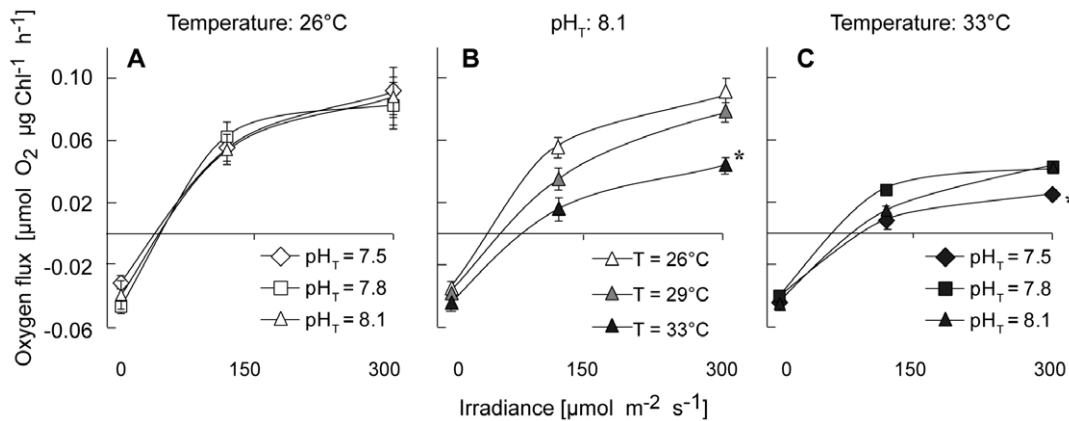 Temperature: 26°C
pH_T: 8.1
Temperature: 33°C
Oxygen flux [µmol O₂ µg Chl⁻¹ h⁻¹]
0.10
0.06
0.02
-0.02
-0.06
A
pH_T = 7.5
pH_T = 7.8
pH_T = 8.1
0 150 300
B
*
T = 26°C
T = 29°C
T = 33°C
0 150 300
C
*
pH_T = 7.5
pH_T = 7.8
pH_T = 8.1
0 150 300
Irradiance [µmol m⁻² s⁻¹]